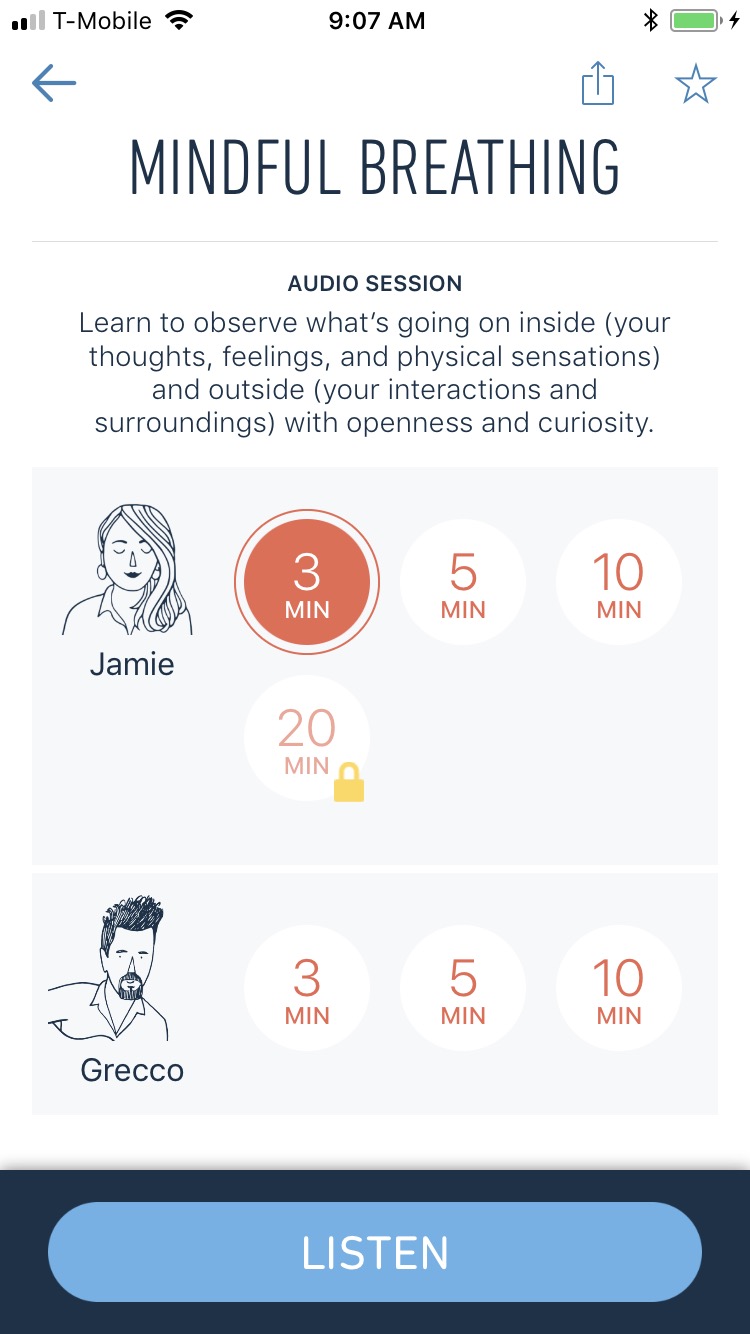 T-Mobile 9:07 AM
MINDFUL BREATHING
AUDIO SESSION
Learn to observe what's going on inside (your
thoughts, feelings, and physical sensations)
and outside (your interactions and
surroundings) with openness and curiosity.
3 5 10
MIN MIN MIN
Jamie
20
MIN
3 5 10
MIN MIN MIN
Grecco
LISTEN